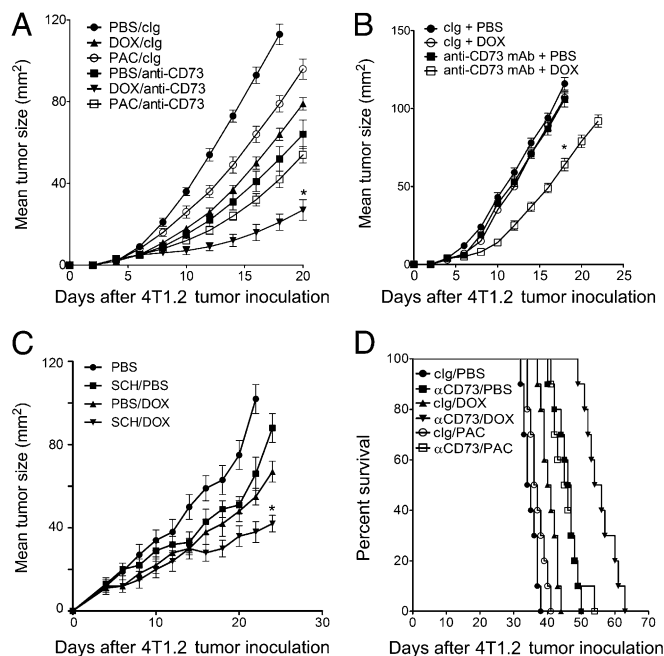 A
PBS/cIg
DOX/cIg
PAC/cIg
PBS/anti-CD73
DOX/anti-CD73
PAC/anti-CD73
Mean tumor size (mm2)
120
80
40
0
*
0 5 10 15 20
Days after 4T1.2 tumor inoculation
B
cIg + PBS
cIg + DOX
anti-CD73 mAb + PBS
anti-CD73 mAb + DOX
Mean tumor size (mm2)
150
100
50
0
*
0 5 10 15 20 25
Days after 4T1.2 tumor inoculation
C
PBS
SCH/PBS
PBS/DOX
SCH/DOX
Mean tumor size (mm2)
120
80
40
0
*
0 10 20 30
Days after 4T1.2 tumor inoculation
D
cIg/PBS
αCD73/PBS
cIg/DOX
αCD73/DOX
cIg/PAC
αCD73/PAC
Percent survival
100
80
60
40
20
0
0 10 20 30 40 50 60 70
Days after 4T1.2 tumor inoculation